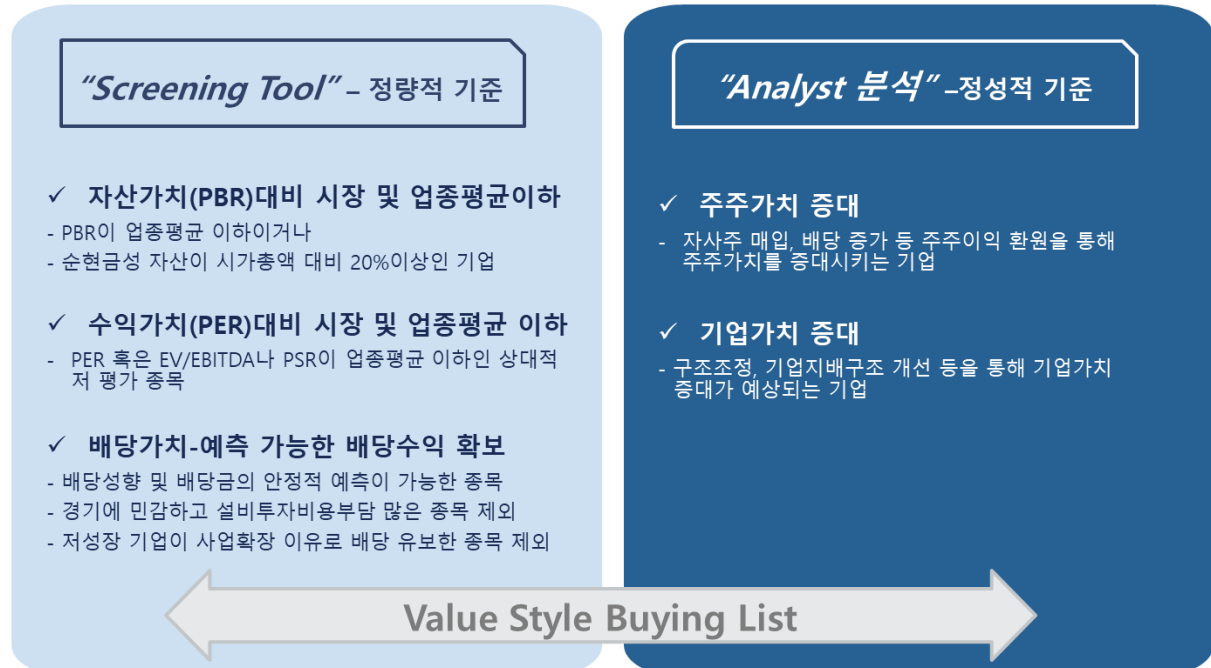 “Screening Tool” – 정량적 기준
✓ 자산가치(PBR)대비 시장 및 업종평균이하
- PBR이 업종평균 이하이거나
- 순현금성 자산이 시가총액 대비 20%이상인 기업
✓ 수익가치(PER)대비 시장 및 업종평균 이하
- PER 혹은 EV/EBITDA나 PSR이 업종평균 이하인 상대적
저 평가 종목
✓ 배당가치-예측 가능한 배당수익 확보
- 배당성향 및 배당금의 안정적 예측이 가능한 종목
- 경기에 민감하고 설비투자비용부담 많은 종목 제외
- 저성장 기업이 사업확장 이유로 배당 유보한 종목 제외
“Analyst 분석” –정성적 기준
✓ 주주가치 증대
- 자사주 매입, 배당 증가 등 주주이익 환원을 통해
주주가치를 증대시키는 기업
✓ 기업가치 증대
- 구조조정, 기업지배구조 개선 등을 통해 기업가치
증대가 예상되는 기업
Value Style Buying List